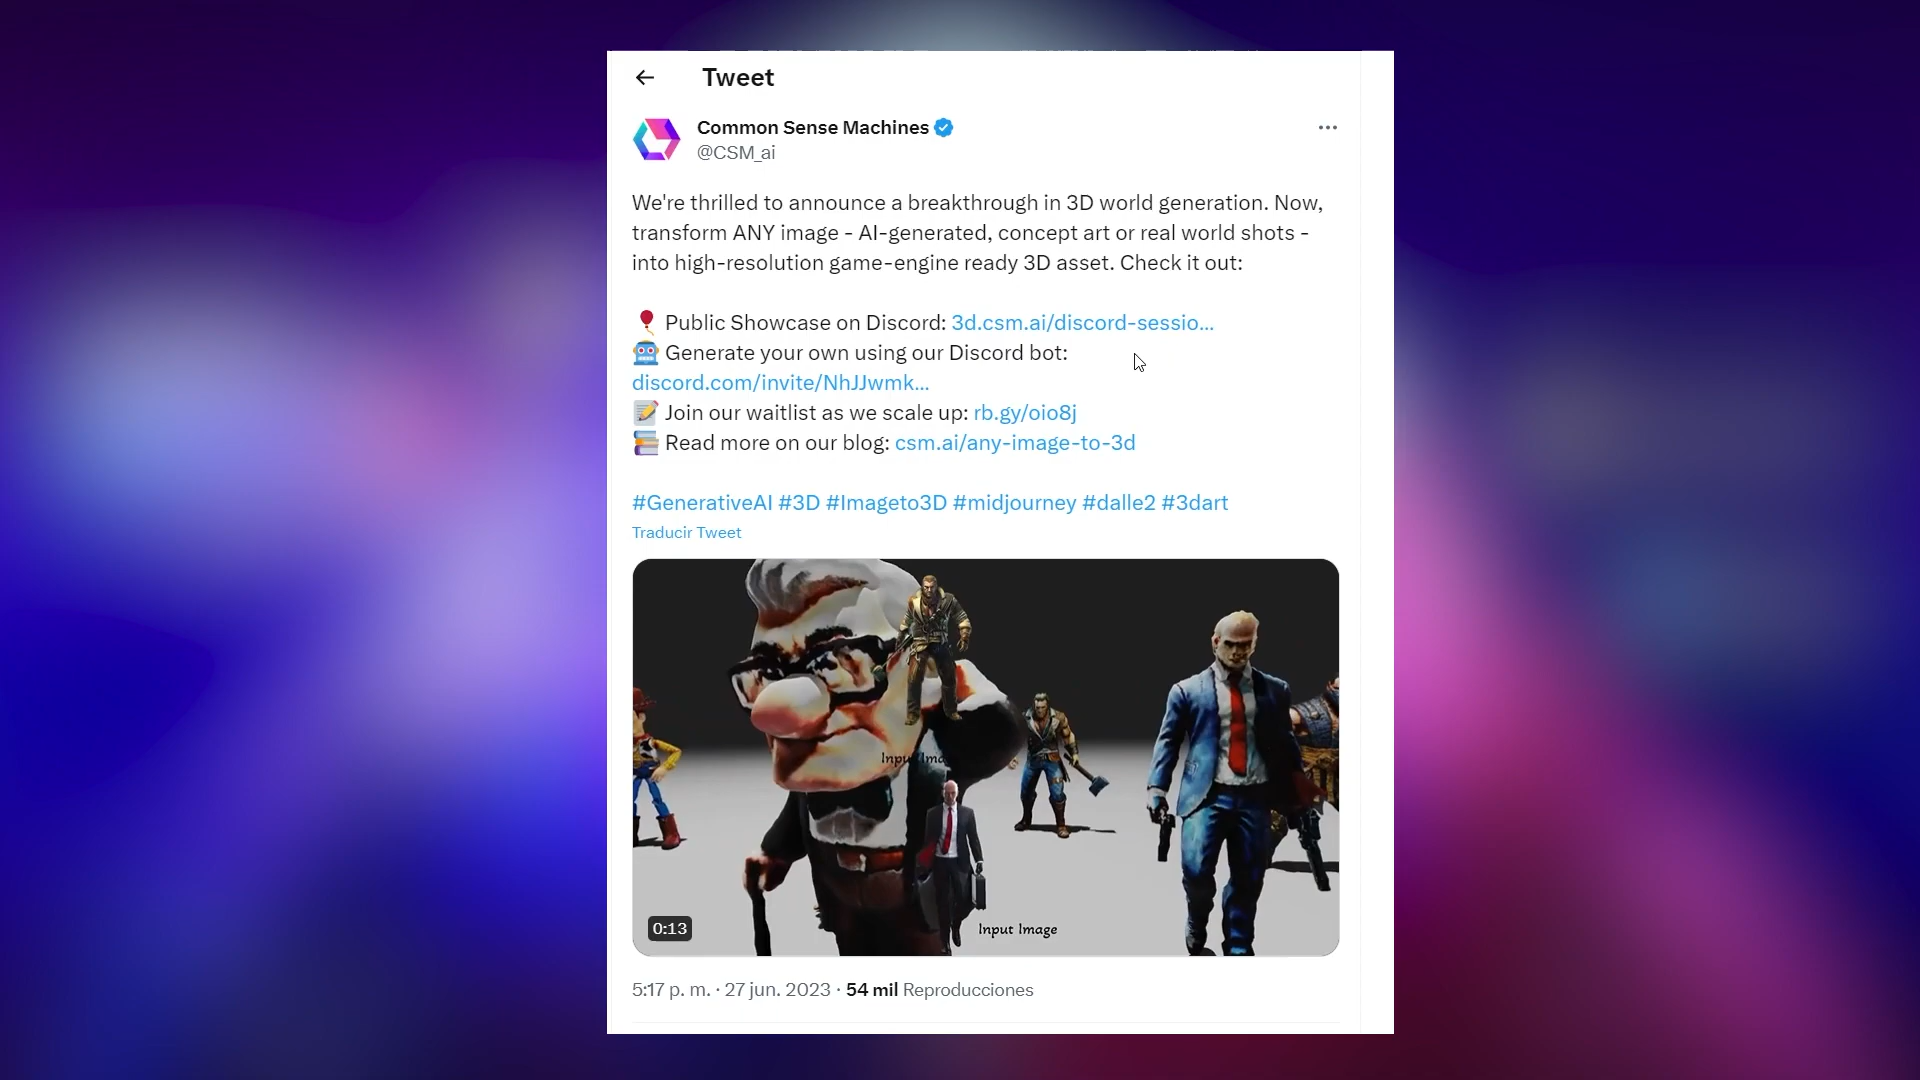 Tweet
Common Sense Machines
@CSM_ai
We're thrilled to announce a breakthrough in 3D world generation. Now,
transform ANY image - AI-generated, concept art or real world shots -
into high-resolution game-engine ready 3D asset. Check it out:
Public Showcase on Discord: 3d.csm.ai/discord-sessio...
Generate your own using our Discord bot:
discord.com/invite/NhJJwmk...
Join our waitlist as we scale up: rb.gy/oio8j
Read more on our blog: csm.ai/any-image-to-3d
#GenerativeAI #3D #Imageto3D #midjourney #dalle2 #3dart
Traducir Tweet
Input Ima
Input Image
0:13
5:17 p. m. · 27 jun. 2023 · 54 mil Reproducciones